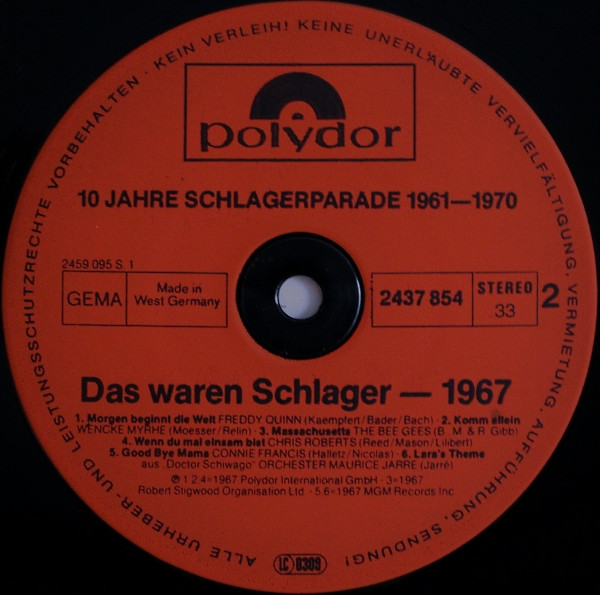 ALLE URHEBER- UND LEISTUNGSSCHUTZRECHTE VORBEHALTEN · KEIN VERLEIH! KEINE UNERLAUBTE VERVIELFÄLTIGUNG, VERMIETUNG, AUFFÜHRUNG, SENDUNG!
polydor
10 JAHRE SCHLAGERPARADE 1961—1970
2459 095 S 1
GEMA
Made in
West Germany
2437 854
STEREO
33
2
Das waren Schlager — 1967
1. Morgen beginnt die Welt FREDDY QUINN (Kaempfert/Bader/Bach) · 2. Komm allein
WENCKE MYRHE (Moesser/Relin) · 3. Massachusetts THE BEE GEES (B. M. & R. Gibb)
4. Wenn du mal einsam bist CHRIS ROBERTS (Reed/Mason/Lilibert)
5. Good Bye Mama CONNIE FRANCIS (Halletz/Nicolas) · 6. Lara's Theme
aus „Doctor Schiwago" ORCHESTER MAURICE JARRE (Jarré)
℗ 1.2.4=1967 Polydor International GmbH · 3=1967
Robert Stigwood Organisation Ltd · 5.6=1967 MGM Records Inc
LC 0309